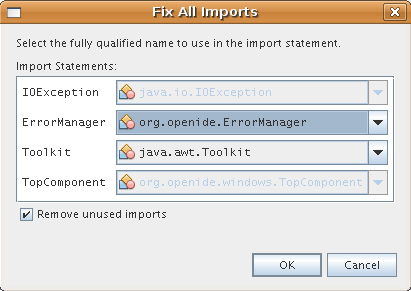 Fix All Imports
Select the fully qualified name to use in the import statement.
Import Statements:
IOException java.io.IOException
ErrorManager org.openide.ErrorManager
Toolkit java.awt.Toolkit
TopComponent org.openide.windows.TopComponent
Remove unused imports
OK Cancel